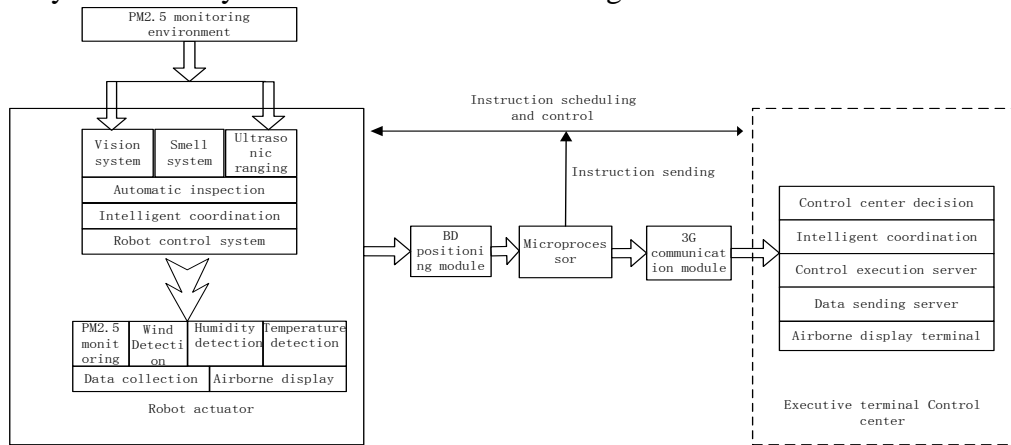 PM2.5 monitoring
environment
Instruction scheduling
and control
Vision
system
Smell
system
Ultraso
nic
ranging
Automatic inspection
Intelligent coordination
Robot control system
Instruction sending
BD
positioni
ng module
Microproces
sor
3G
communicat
ion module
Control center decision
Intelligent coordination
Control execution server
Data sending server
Airborne display terminal
PM2.5
monit
oring
Wind
Detecti
on
Humidity
detection
Temperature
detection
Data collection
Airborne display
Robot actuator
Executive terminal Control
center